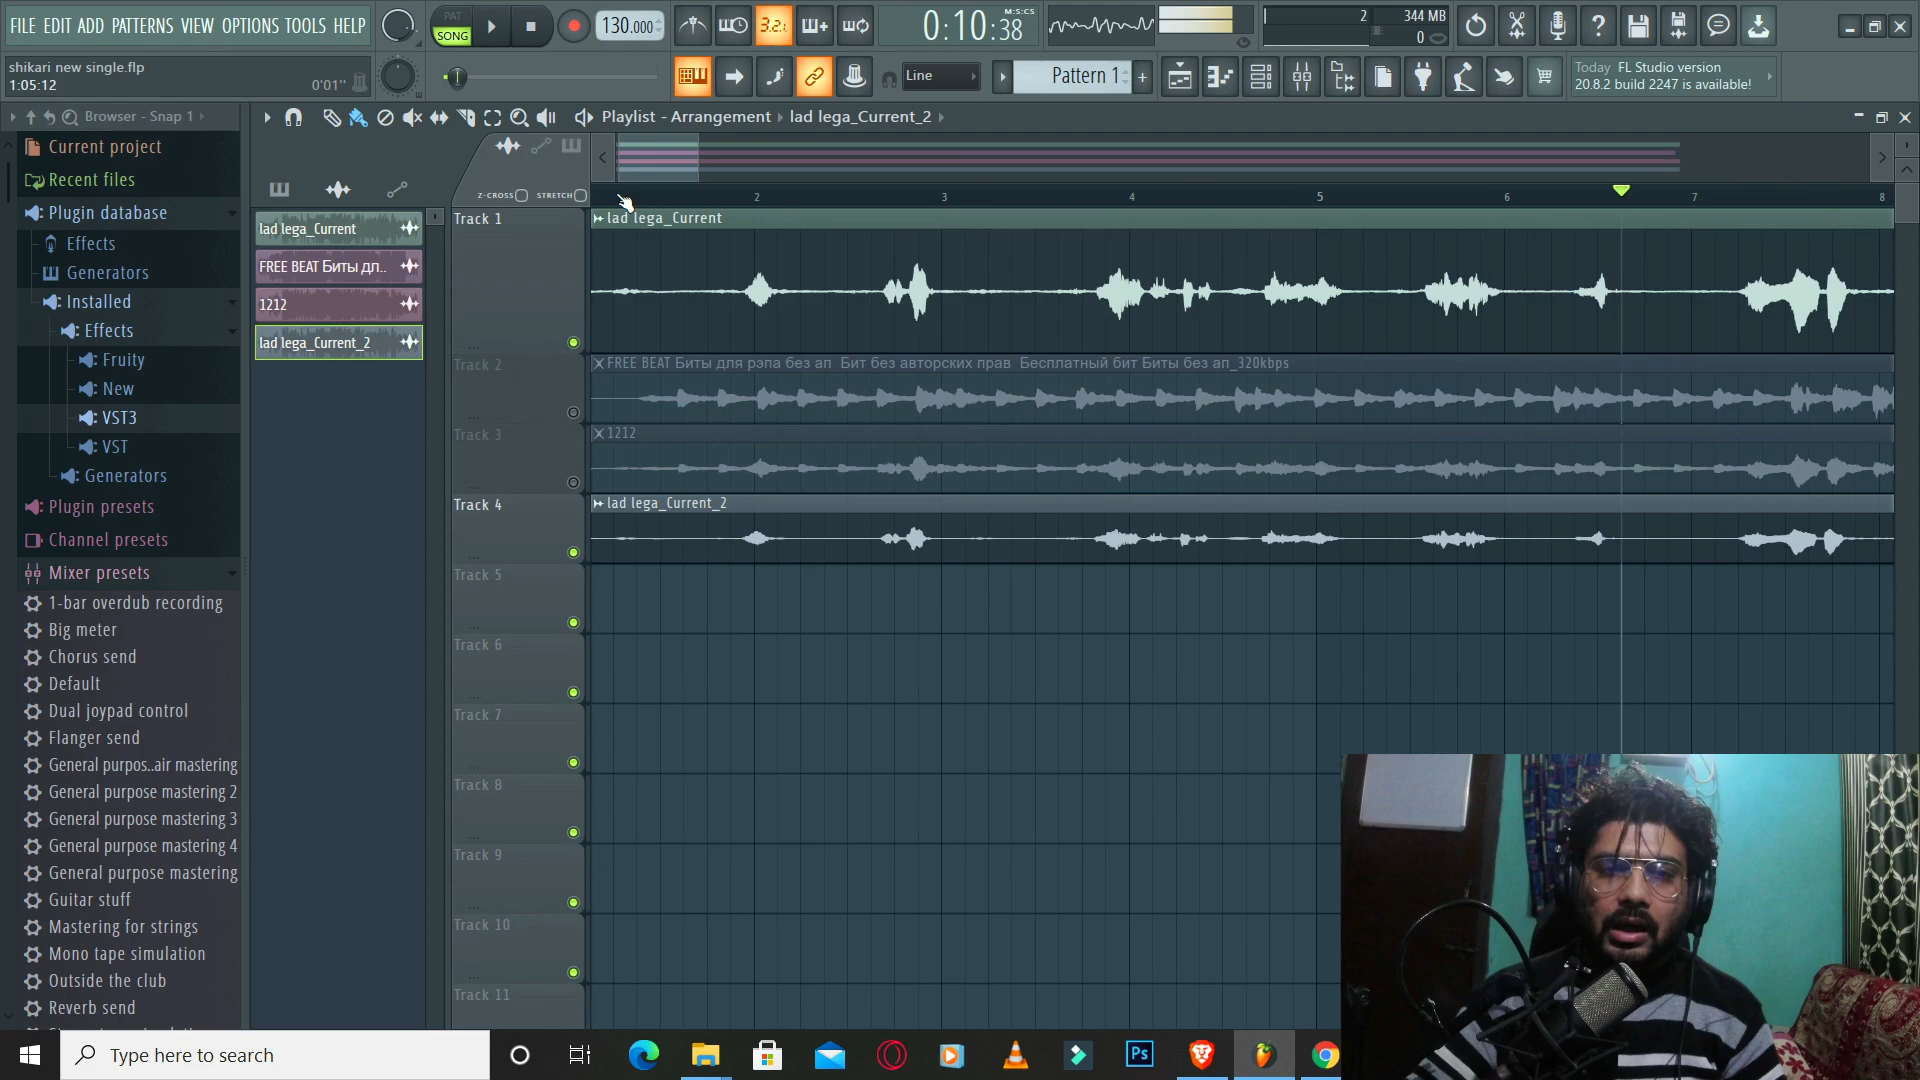 FILE EDIT ADD PATTERNS VIEW OPTIONS TOOLS HELP
PAT
SONG
130.000
3.2.
0:10:38
M:S:CS
2
344 MB
0
shikari new single.flp
1:05:12
0'01"
Line
Pattern 1
Today FL Studio version
20.8.2 build 2247 is available!
Browser - Snap 1
Playlist - Arrangement › lad lega_Current_2
Current project
Recent files
Plugin database
Effects
Generators
Installed
Effects
Fruity
New
VST3
VST
Generators
Plugin presets
Channel presets
Mixer presets
1-bar overdub recording
Big meter
Chorus send
Default
Dual joypad control
Flanger send
General purpos..air mastering
General purpose mastering 2
General purpose mastering 3
General purpose mastering 4
General purpose mastering
Guitar stuff
Mastering for strings
Mono tape simulation
Outside the club
Reverb send
lad lega_Current
FREE BEAT Биты дл..
1212
lad lega_Current_2
Z-CROSS STRETCH
2 3 4 5 6 7 8
Track 1
lad lega_Current
Track 2
FREE BEAT Биты для рэпа без ап Бит без авторских прав Бесплатный бит Биты без ап_320kbps
Track 3
1212
Track 4
lad lega_Current_2
Track 5
Track 6
Track 7
Track 8
Track 9
Track 10
Track 11
Type here to search
Ps